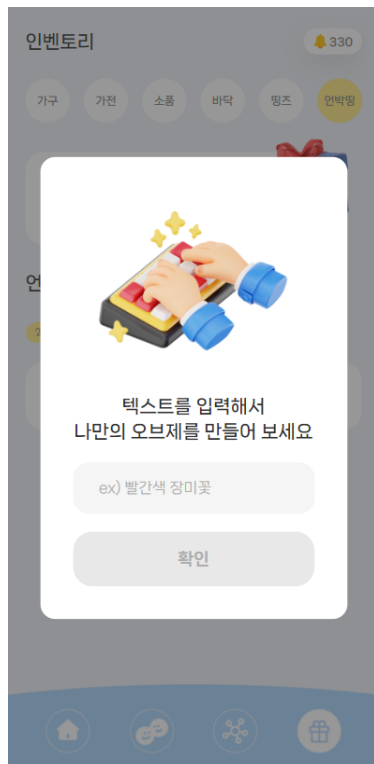 인벤토리
330
가구 가전 소품 바닥 띵즈 언박띵
텍스트를 입력해서
나만의 오브제를 만들어 보세요
ex) 빨간색 장미꽃
확인